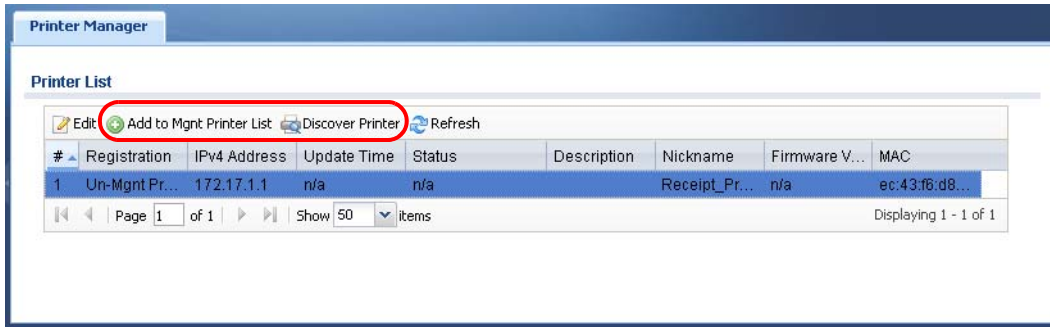 Printer Manager
Printer List
Edit Add to Mgnt Printer List Discover Printer Refresh
# Registration IPv4 Address Update Time Status Description Nickname Firmware V... MAC
1 Un-Mgnt Pr... 172.17.1.1 n/a n/a Receipt_Pr... n/a ec:43:f6:d8...
Page 1 of 1 Show 50 items Displaying 1 - 1 of 1